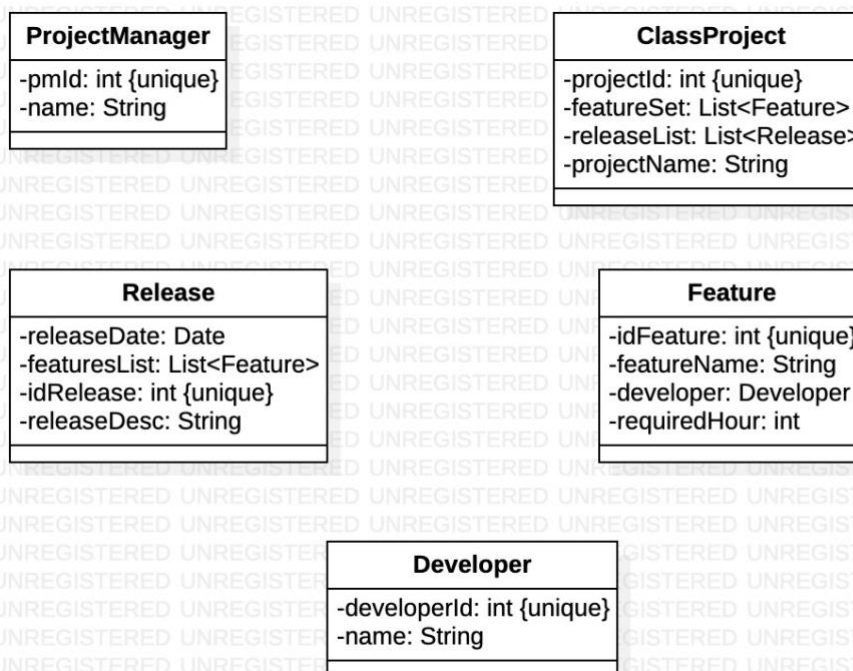 ProjectManager
-pmId: int {unique}
-name: String
ClassProject
-projectId: int {unique}
-featureSet: List<Feature>
-releaseList: List<Release>
-projectName: String
Release
-releaseDate: Date
-featuresList: List<Feature>
-idRelease: int {unique}
-releaseDesc: String
Feature
-idFeature: int {unique}
-featureName: String
-developer: Developer
-requiredHour: int
Developer
-developerId: int {unique}
-name: String